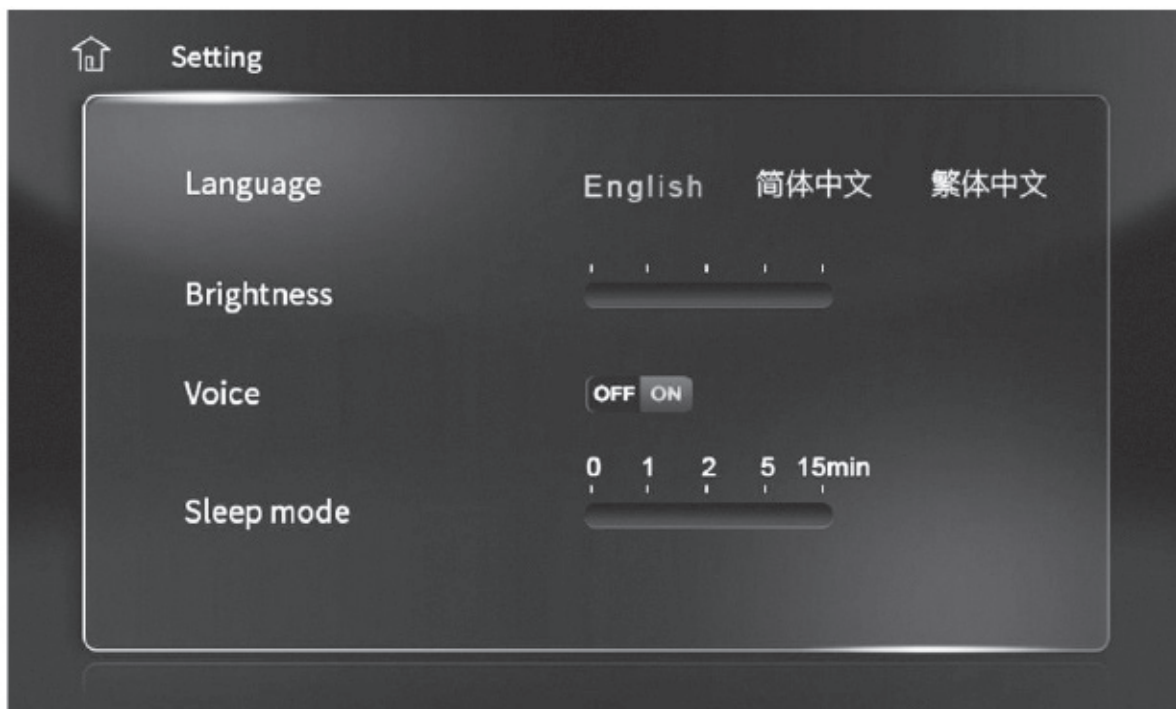 Setting
Language English 简体中文 繁体中文
Brightness
Voice OFF ON
0 1 2 5 15min
Sleep mode